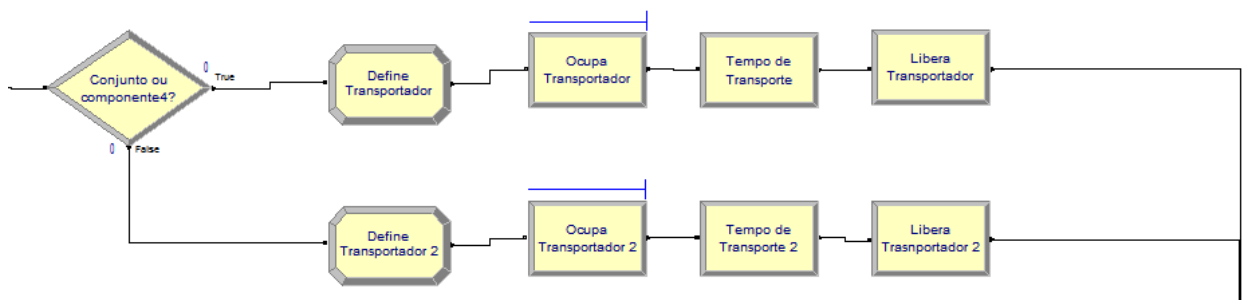 Conjunto ou
componente4?
0
True
0
False
Define
Transportador
Ocupa
Transportador
Tempo de
Transporte
Libera
Transportador
Define
Transportador 2
Ocupa
Transportador 2
Tempo de
Transporte 2
Libera
Trasnportador 2